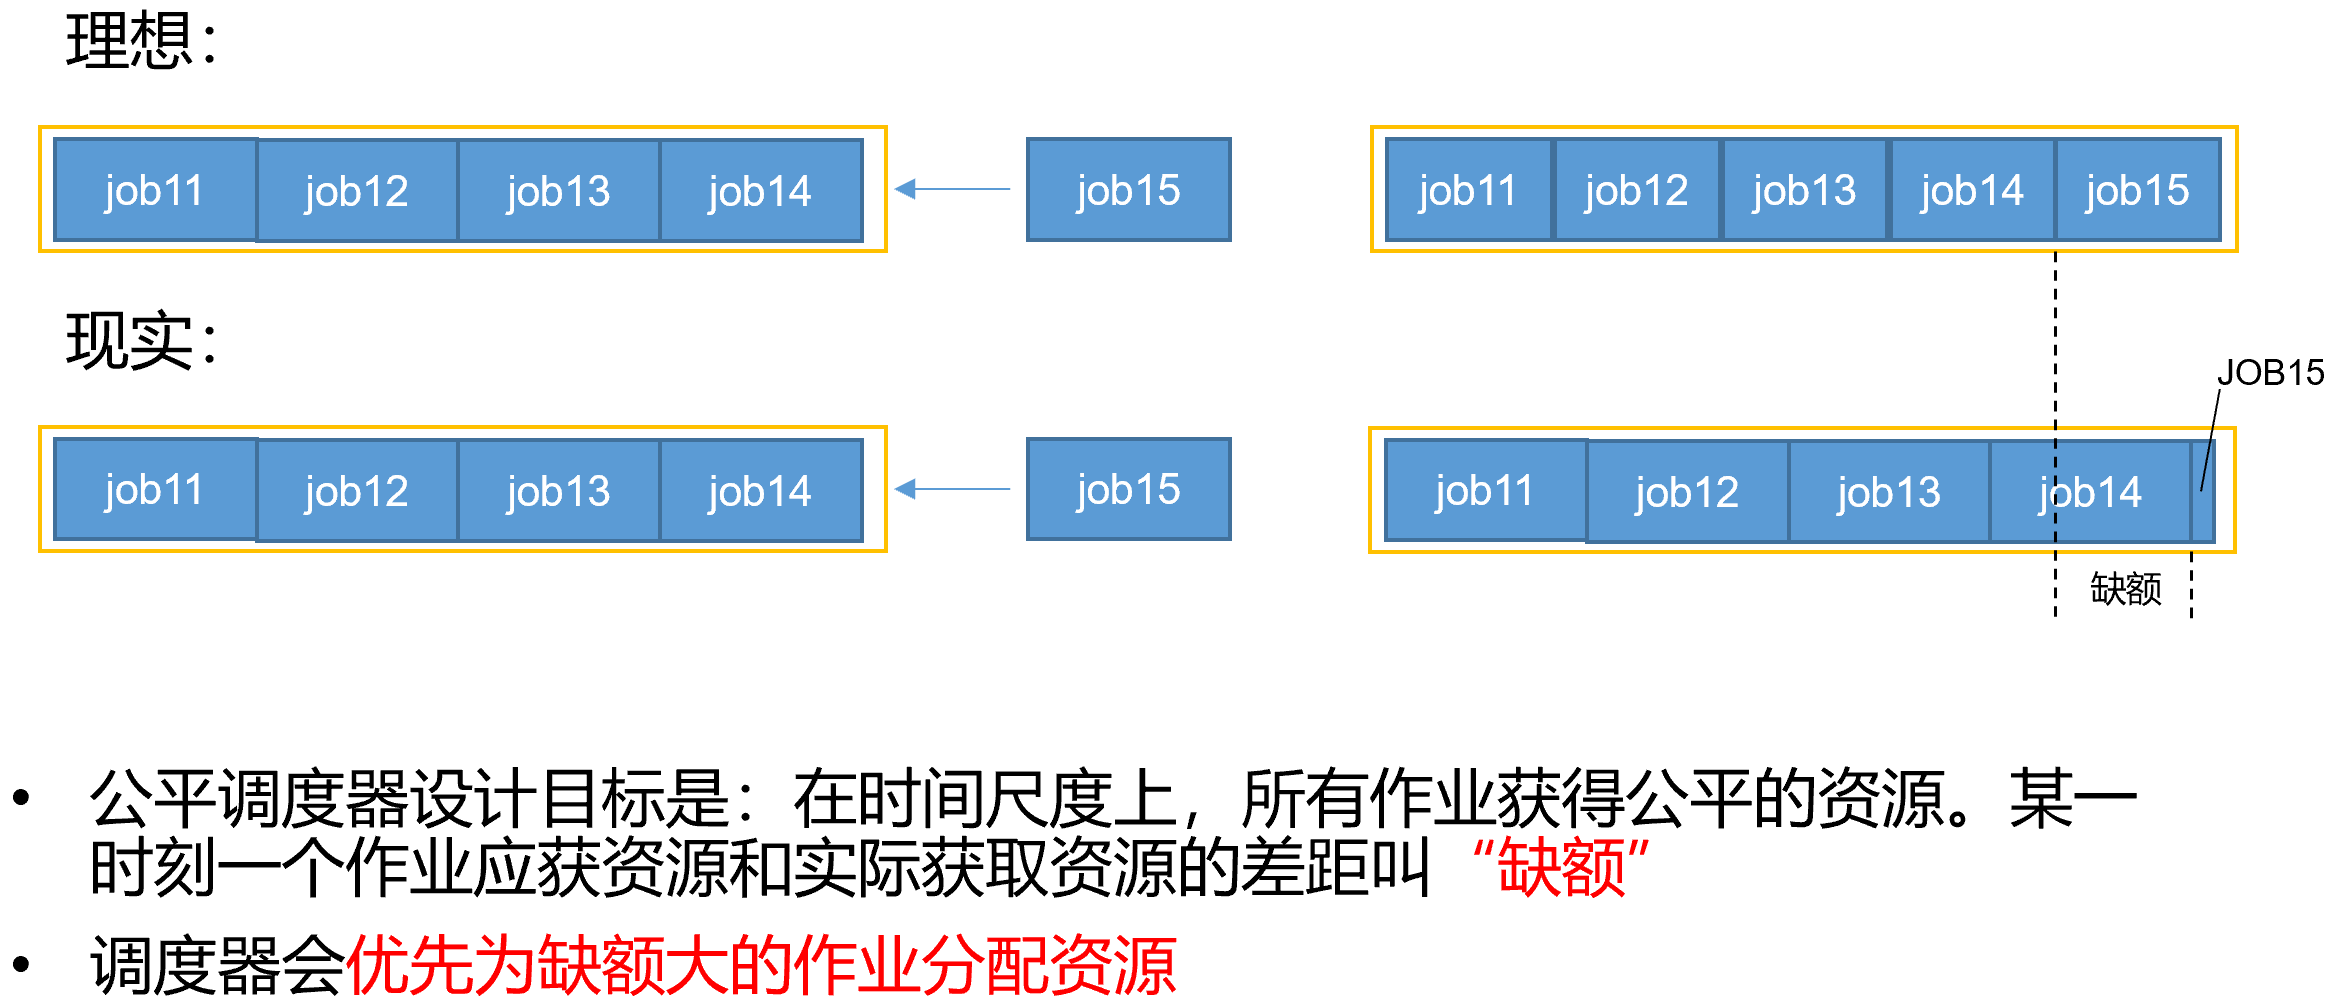 理想：
job11 job12 job13 job14 job15 job11 job12 job13 job14 job15
现实：
JOB15
job11 job12 job13 job14 job15 job11 job12 job13 job14
缺额
• 公平调度器设计目标是：在时间尺度上，所有作业获得公平的资源。某一
时刻一个作业应获资源和实际获取资源的差距叫“缺额”
• 调度器会优先为缺额大的作业分配资源